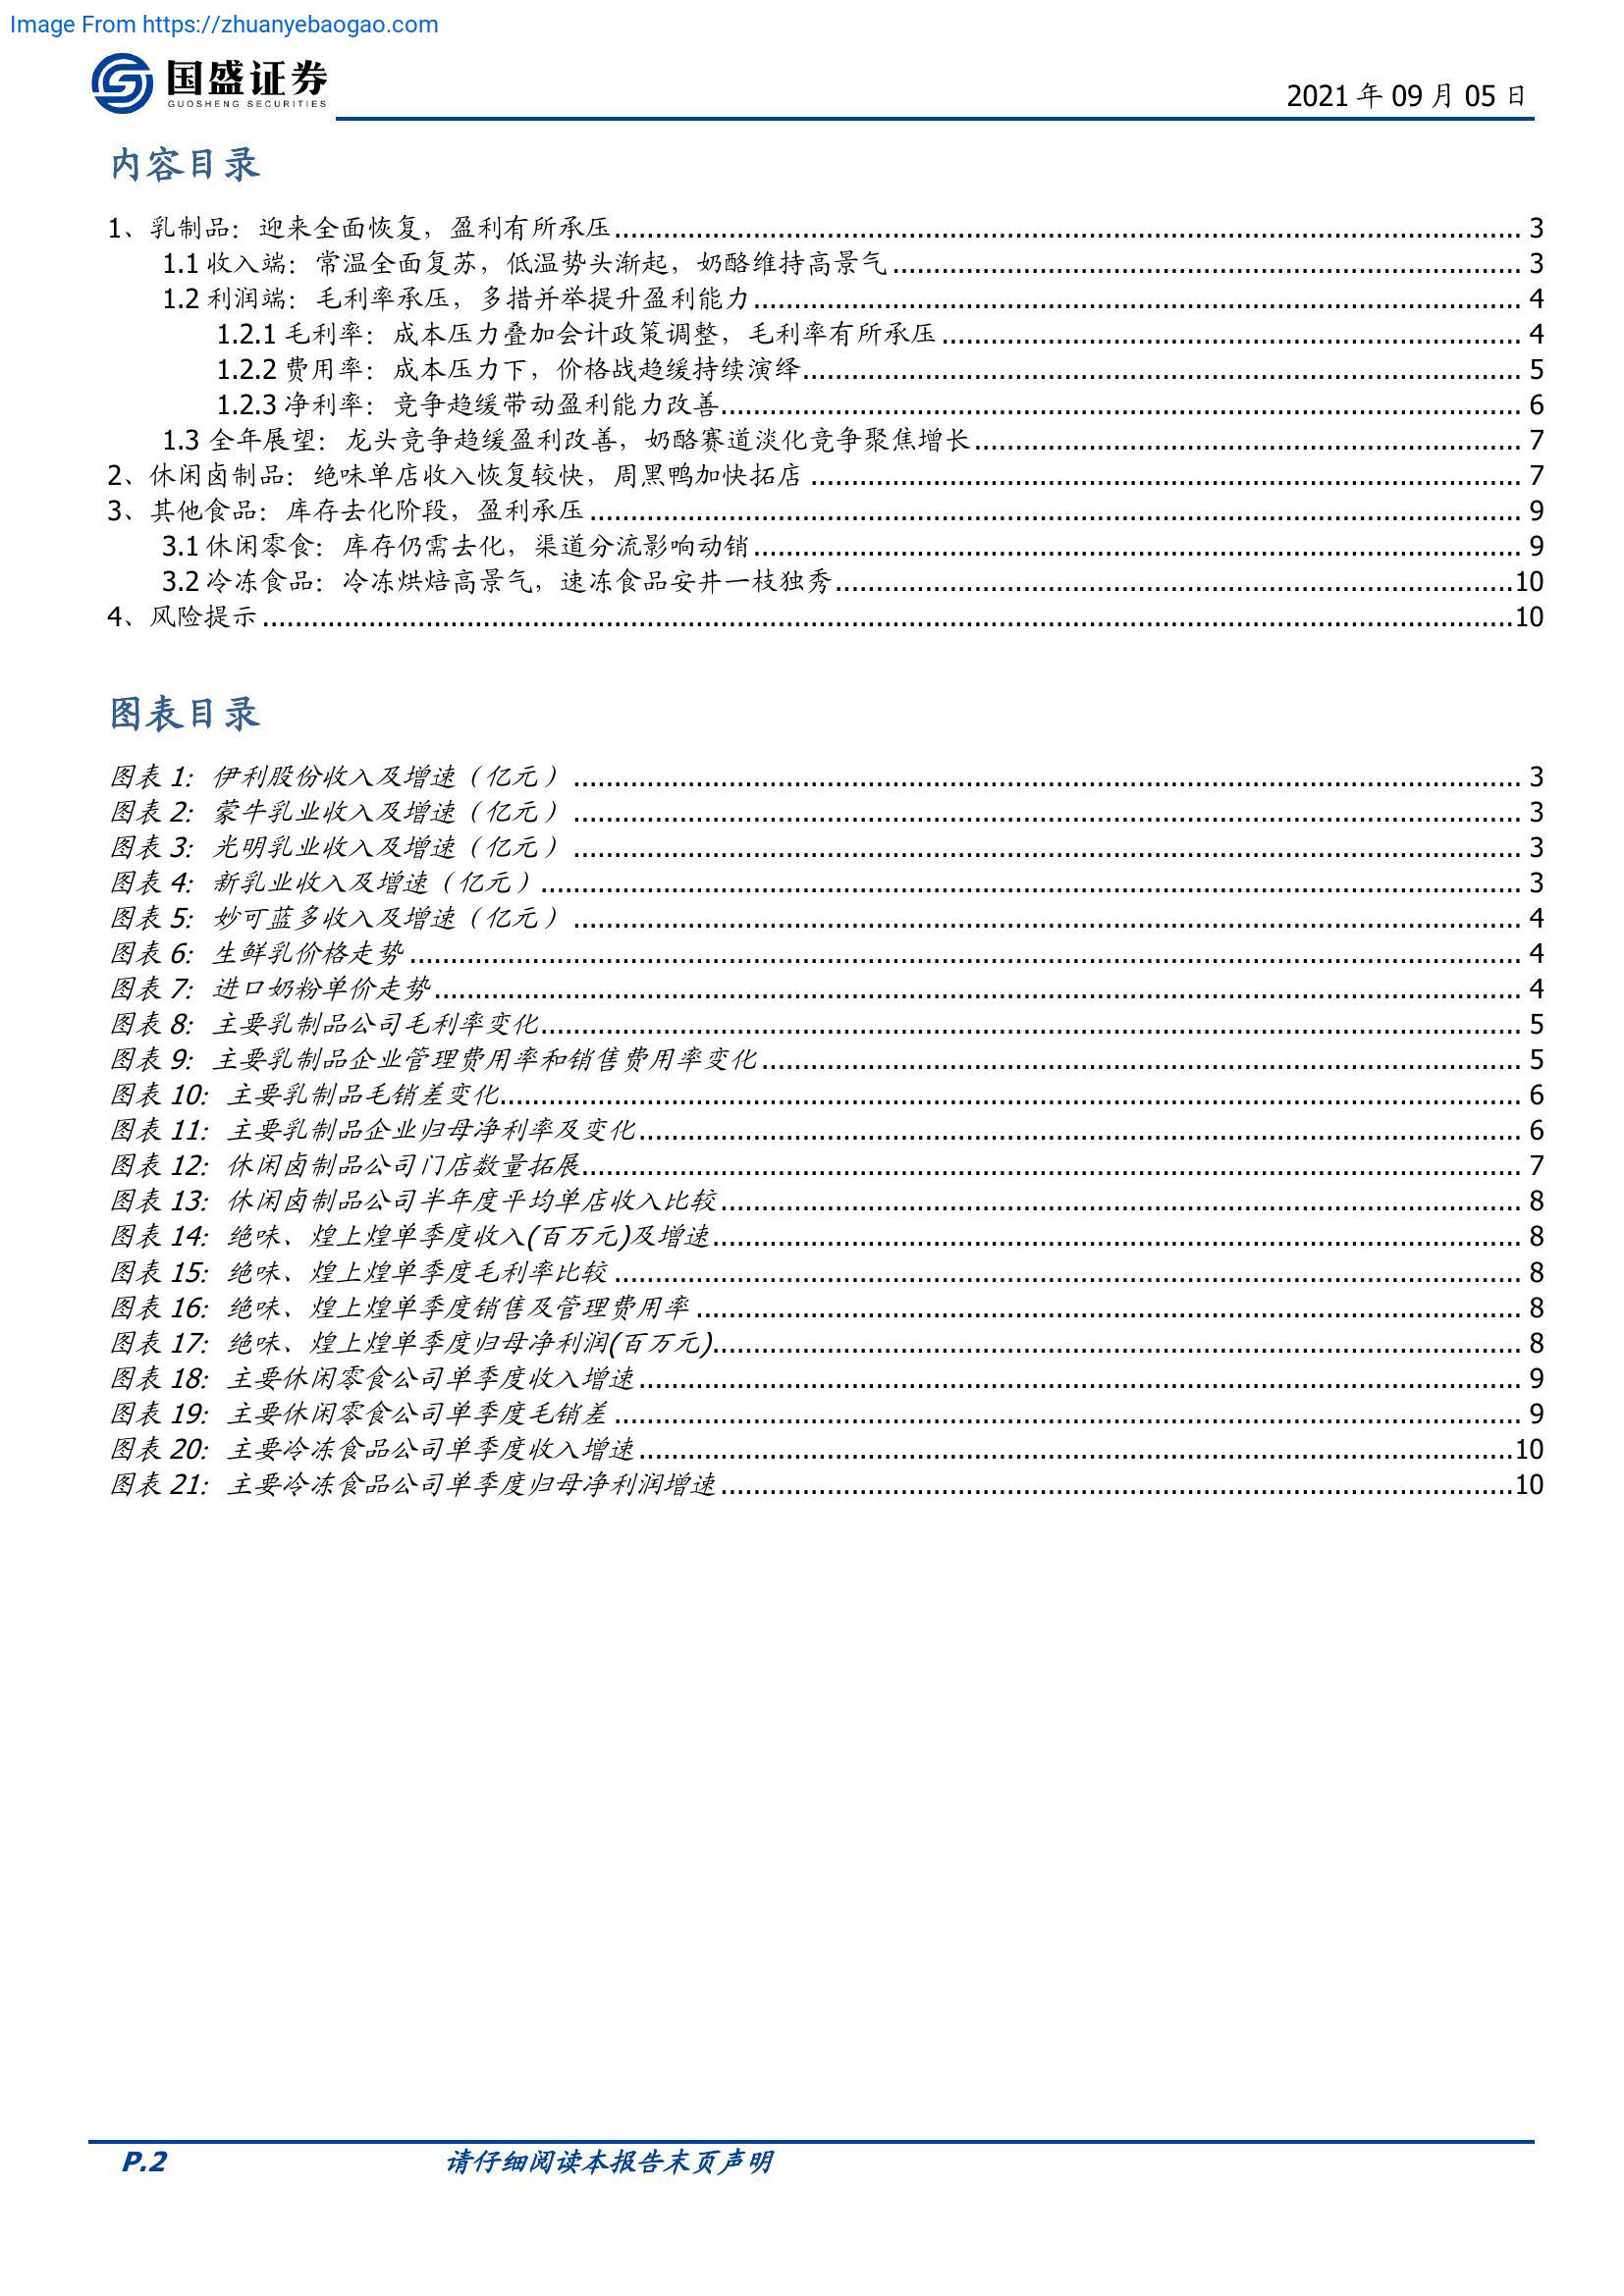 Image From https://zhuanyebaogao.com
国盛证券
GUOSHENG SECURITIES
2021 年 09 月 05 日
内容目录
1、乳制品：迎来全面恢复，盈利有所承压 3
1.1 收入端：常温全面复苏，低温势头渐起，奶酪维持高景气 3
1.2 利润端：毛利率承压，多措并举提升盈利能力 4
1.2.1 毛利率：成本压力叠加会计政策调整，毛利率有所承压 4
1.2.2 费用率：成本压力下，价格战趋缓持续演绎 5
1.2.3 净利率：竞争趋缓带动盈利能力改善 6
1.3 全年展望：龙头竞争趋缓盈利改善，奶酪赛道淡化竞争聚焦增长 7
2、休闲卤制品：绝味单店收入恢复较快，周黑鸭加快拓店 7
3、其他食品：库存去化阶段，盈利承压 9
3.1 休闲零食：库存仍需去化，渠道分流影响动销 9
3.2 冷冻食品：冷冻烘焙高景气，速冻食品安井一枝独秀 10
4、风险提示 10
图表目录
图表 1：伊利股份收入及增速（亿元） 3
图表 2：蒙牛乳业收入及增速（亿元） 3
图表 3：光明乳业收入及增速（亿元） 3
图表 4：新乳业收入及增速（亿元） 3
图表 5：妙可蓝多收入及增速（亿元） 4
图表 6：生鲜乳价格走势 4
图表 7：进口奶粉单价走势 4
图表 8：主要乳制品公司毛利率变化 5
图表 9：主要乳制品企业管理费用率和销售费用率变化 5
图表 10：主要乳制品毛销差变化 6
图表 11：主要乳制品企业归母净利率及变化 6
图表 12：休闲卤制品公司门店数量拓展 7
图表 13：休闲卤制品公司半年度平均单店收入比较 8
图表 14：绝味、煌上煌单季度收入(百万元)及增速 8
图表 15：绝味、煌上煌单季度毛利率比较 8
图表 16：绝味、煌上煌单季度销售及管理费用率 8
图表 17：绝味、煌上煌单季度归母净利润(百万元) 8
图表 18：主要休闲零食公司单季度收入增速 9
图表 19：主要休闲零食公司单季度毛销差 9
图表 20：主要冷冻食品公司单季度收入增速 10
图表 21：主要冷冻食品公司单季度归母净利润增速 10
P.2 请仔细阅读本报告末页声明